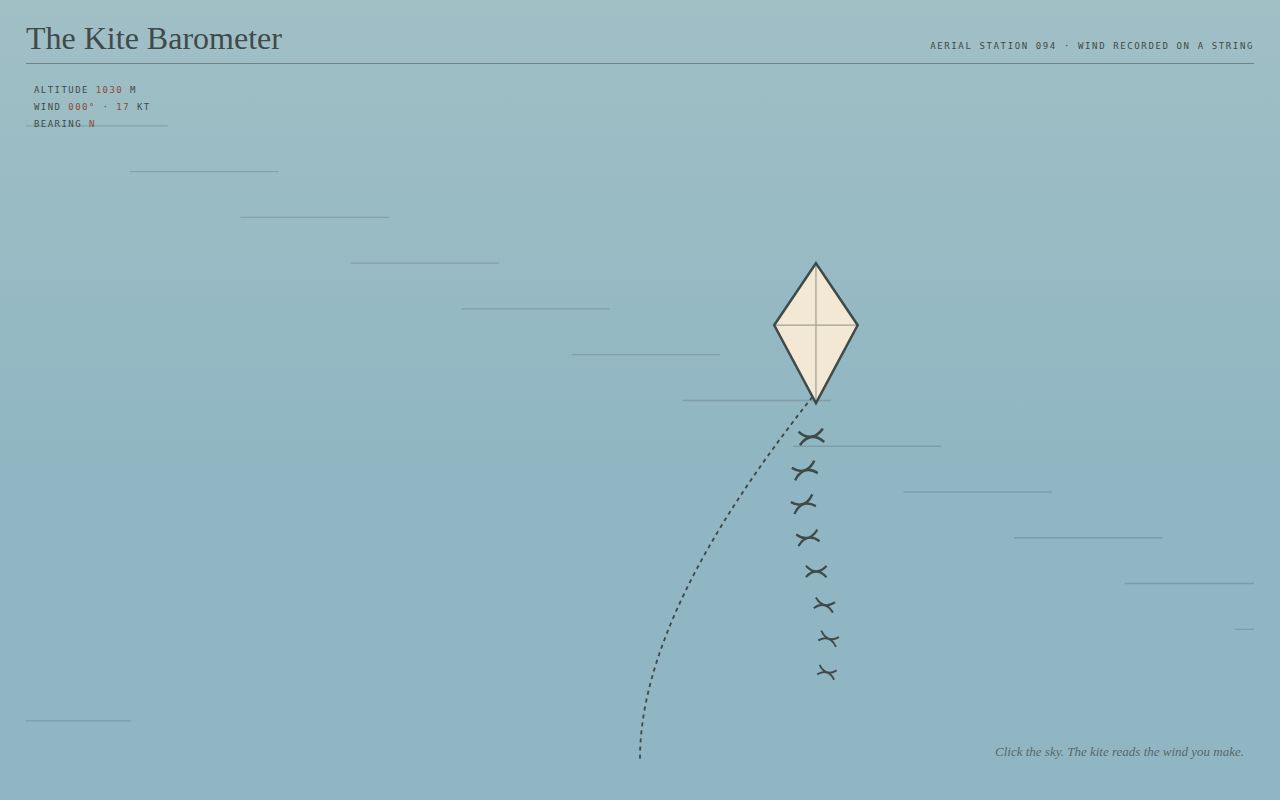 The Kite Barometer
AERIAL STATION 094 · WIND RECORDED ON A STRING
ALTITUDE 1030 M
WIND 000° · 17 KT
BEARING N
Click the sky. The kite reads the wind you make.